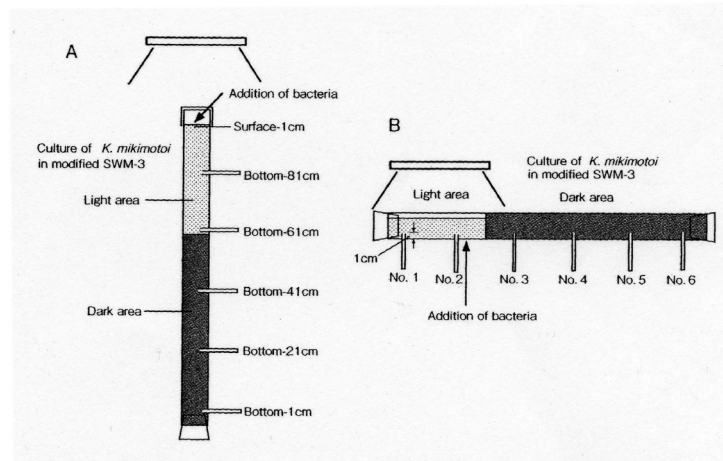 A
Addition of bacteria
Surface-1cm
Culture of K. mikimotoi
in modified SWM-3
Bottom-81cm
Light area
Bottom-61cm
Bottom-41cm
Dark area
Bottom-21cm
Bottom-1cm
B
Culture of K. mikimotoi
in modified SWM-3
Light area
Dark area
1cm
No. 1
No. 2
No. 3
No. 4
No. 5
No. 6
Addition of bacteria